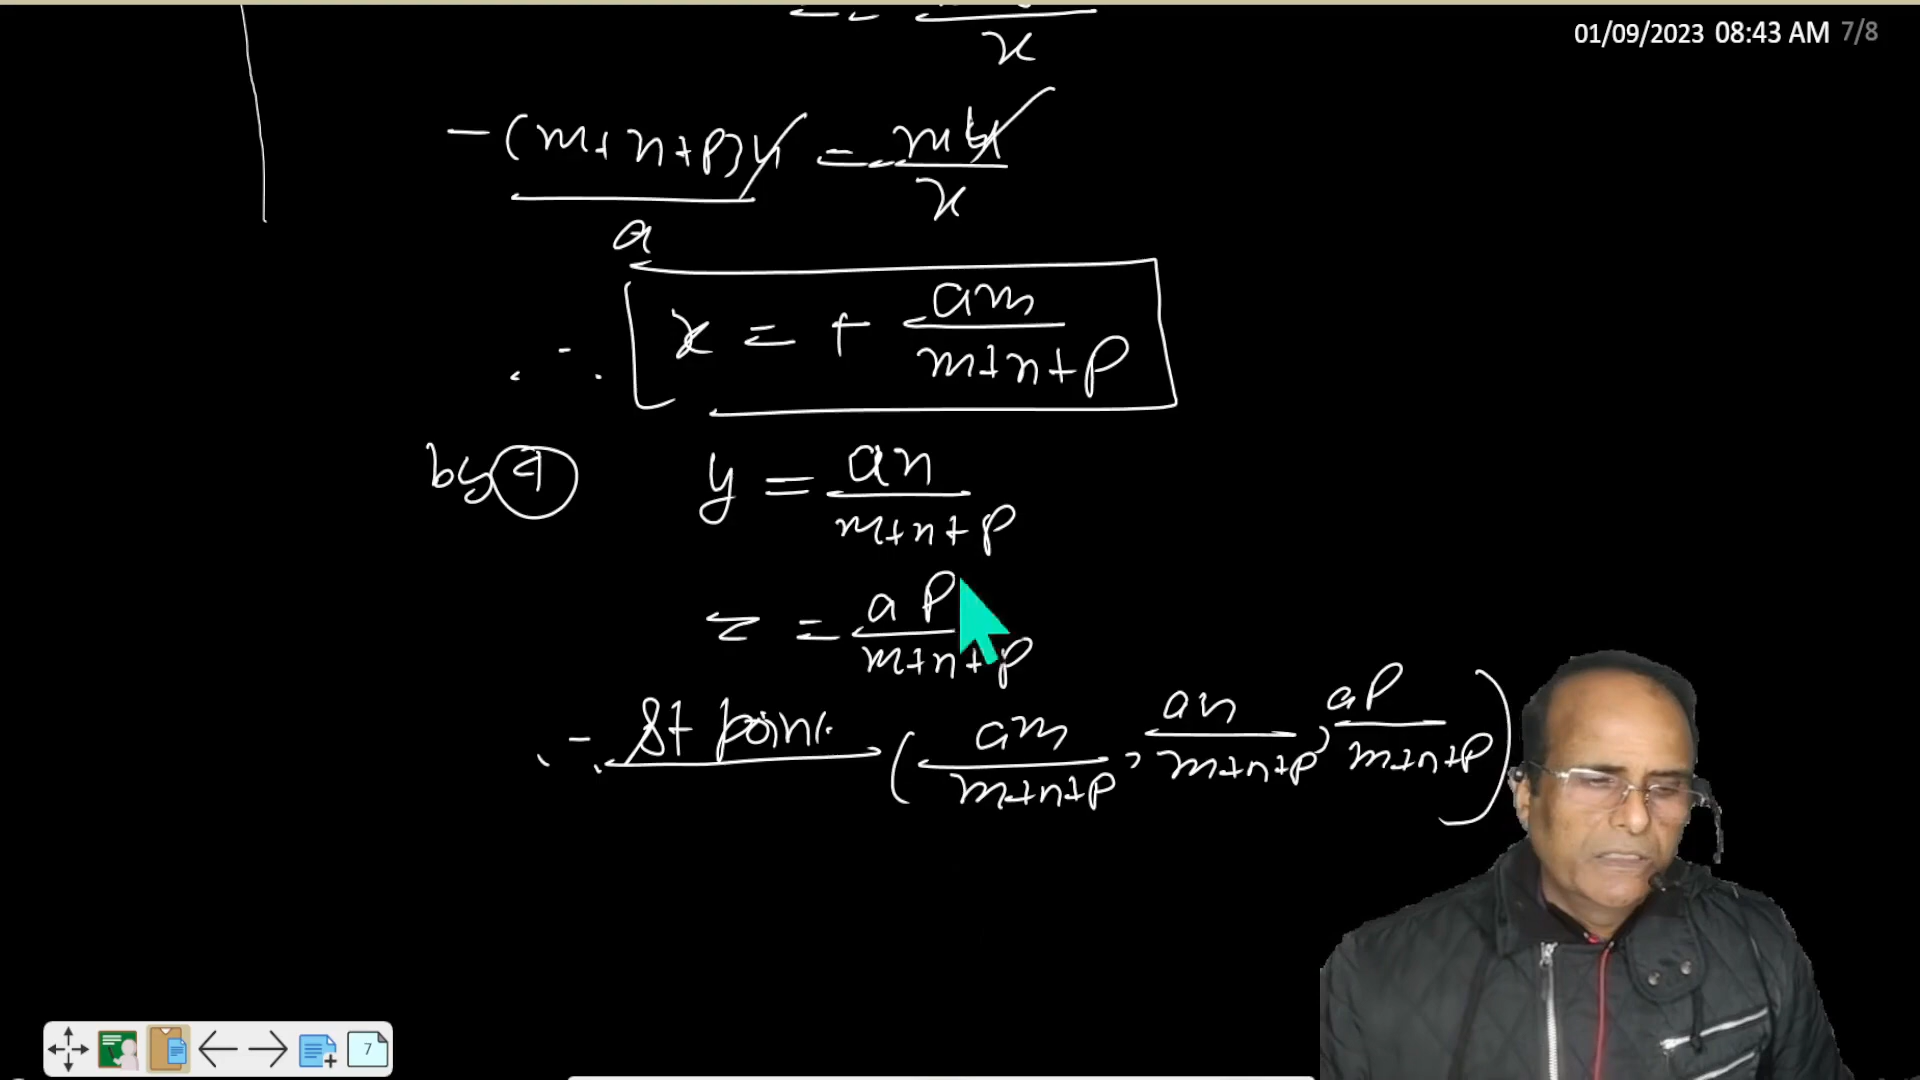 01/09/2023 08:43 AM 7/8
x
-(m+n+p)u/a = -mu/x
∴ x = + am/m+n+p
by 4 y = an/m+n+p
z = ap/m+n+p
∴ St point (am/m+n+p, an/m+n+p, ap/m+n+p)
7